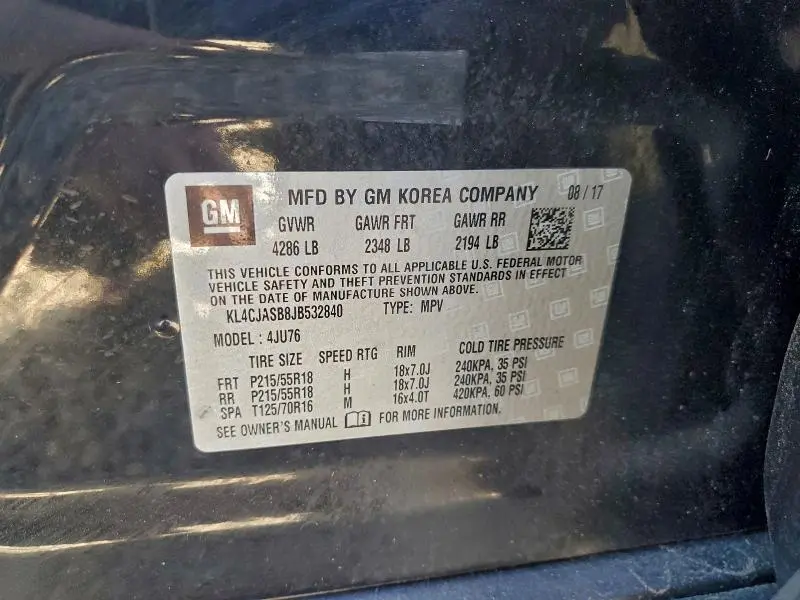 GM MFD BY GM KOREA COMPANY 08 / 17
GVWR GAWR FRT GAWR RR
4286 LB 2348 LB 2194 LB
THIS VEHICLE CONFORMS TO ALL APPLICABLE U.S. FEDERAL MOTOR
VEHICLE SAFETY AND THEFT PREVENTION STANDARDS IN EFFECT
ON THE DATE OF MANUFACTURE SHOWN ABOVE.
KL4CJASB8JB532840 TYPE: MPV
MODEL : 4JU76
TIRE SIZE SPEED RTG RIM COLD TIRE PRESSURE
FRT P215/55R18 H 18x7.0J 240KPA, 35 PSI
RR P215/55R18 H 18x7.0J 240KPA, 35 PSI
SPA T125/70R16 M 16x4.0T 420KPA, 60 PSI
SEE OWNER'S MANUAL FOR MORE INFORMATION.